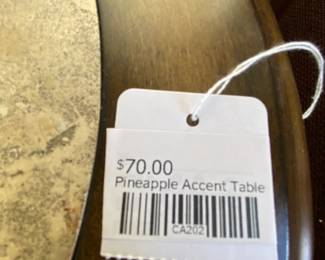 $70.00
Pineapple Accent Table
CA202